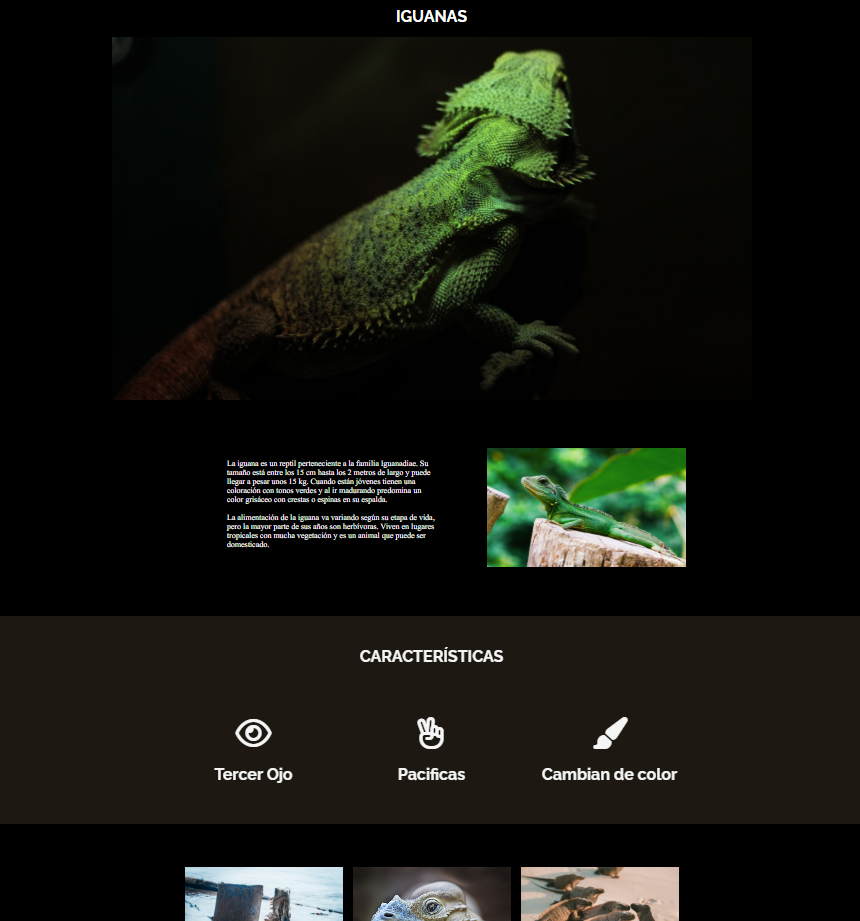 IGUANAS
La iguana es un reptil perteneciente a la familia Iguanadiae. Su
tamaño está entre los 15 cm hasta los 2 metros de largo y puede
llegar a pesar unos 15 kg. Cuando están jóvenes tienen una
coloración con tonos verdes y al ir madurando predomina un
color grisáceo con crestas o espinas en su espalda.
La alimentación de la iguana va variando según su etapa de vida,
pero la mayor parte de sus años son herbívoras. Viven en lugares
tropicales con mucha vegetación y es un animal que puede ser
domesticado.
CARACTERÍSTICAS
Tercer Ojo
Pacificas
Cambian de color